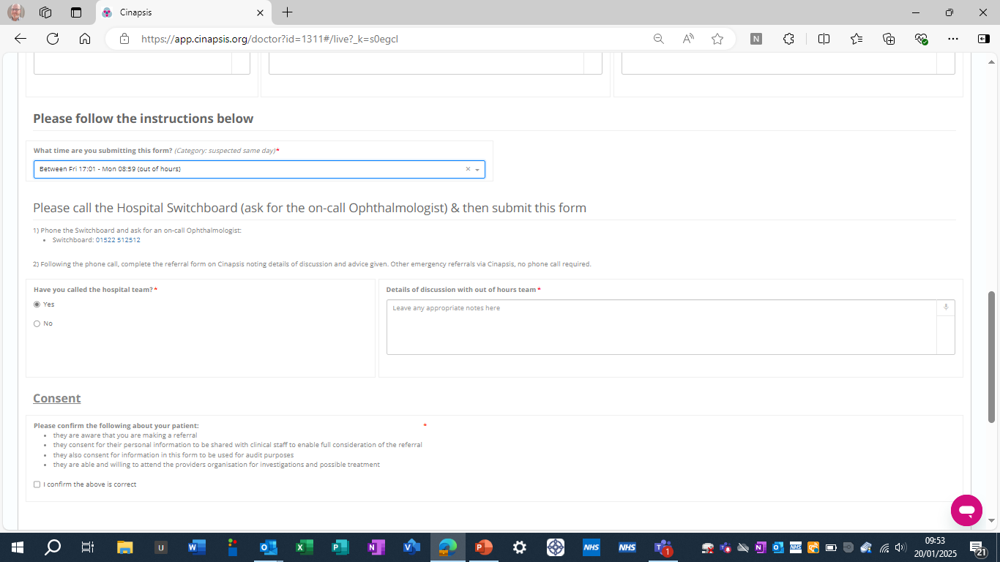 Cinapsis
https://app.cinapsis.org/doctor?id=1311#/live?_k=s0egcl
Please follow the instructions below
What time are you submitting this form? (Category: suspected same day)*
Between Fri 17:01 - Mon 08:59 (out of hours)
Please call the Hospital Switchboard (ask for the on-call Ophthalmologist) & then submit this form
1) Phone the Switchboard and ask for an on-call Ophthalmologist:
• Switchboard: 01522 512512
2) Following the phone call, complete the referral form on Cinapsis noting details of discussion and advice given. Other emergency referrals via Cinapsis, no phone call required.
Have you called the hospital team? *
Yes
No
Details of discussion with out of hours team *
Leave any appropriate notes here
Consent
Please confirm the following about your patient: *
• they are aware that you are making a referral
• they consent for their personal information to be shared with clinical staff to enable full consideration of the referral
• they also consent for information in this form to be used for audit purposes
• they are able and willing to attend the providers organisation for investigations and possible treatment
I confirm the above is correct
09:53
20/01/2025
21